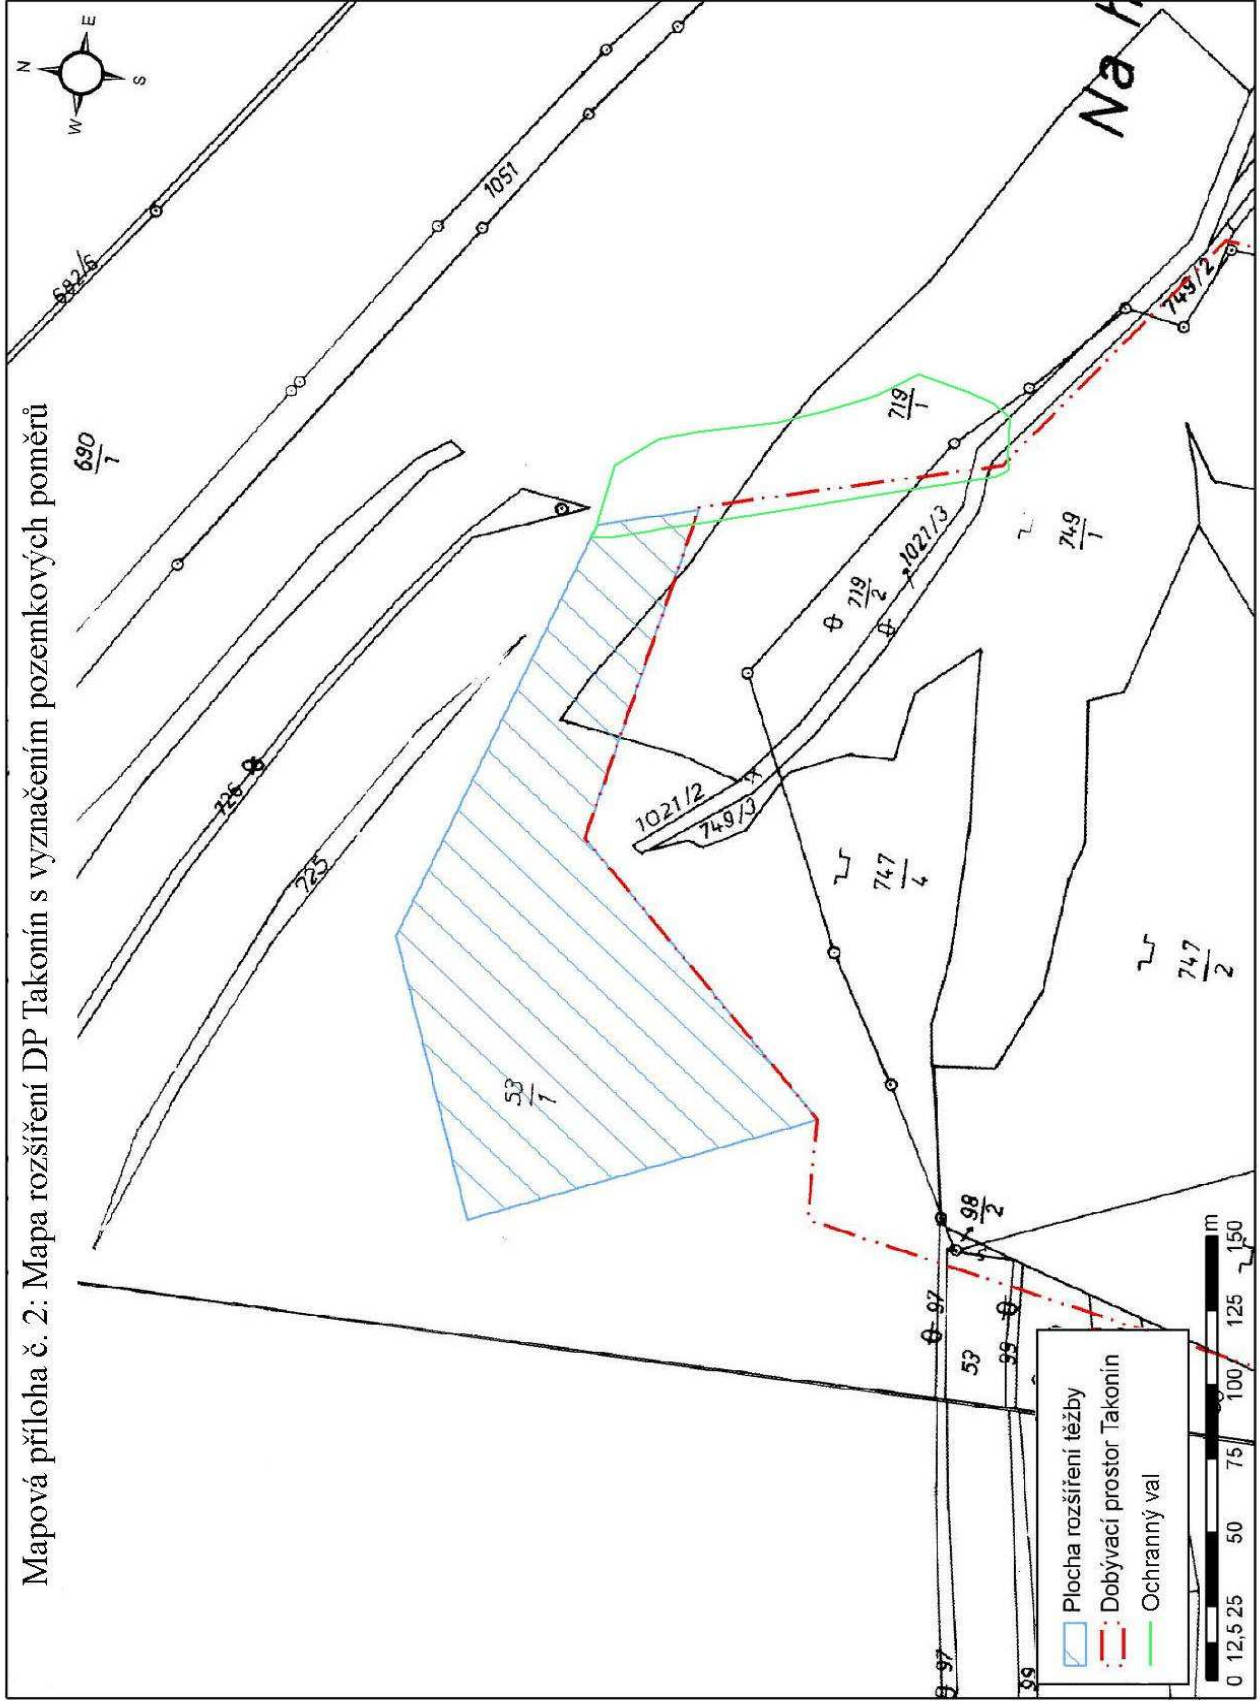 Mapová příloha č. 2: Mapa rozšíření DP Takonín s vyznačením pozemkových poměrů
N
W
E
S
682/6
690
1
1051
726
725
719
1
53
1
1021/2
749/3
719
2
1021/3
749
1
749/2
747
4
747
2
98
2
97
53
99
97
99
Na
Plocha rozšíření těžby
Dobývací prostor Takonín
Ochranný val
0 12,5 25 50 75 100 125 150
m